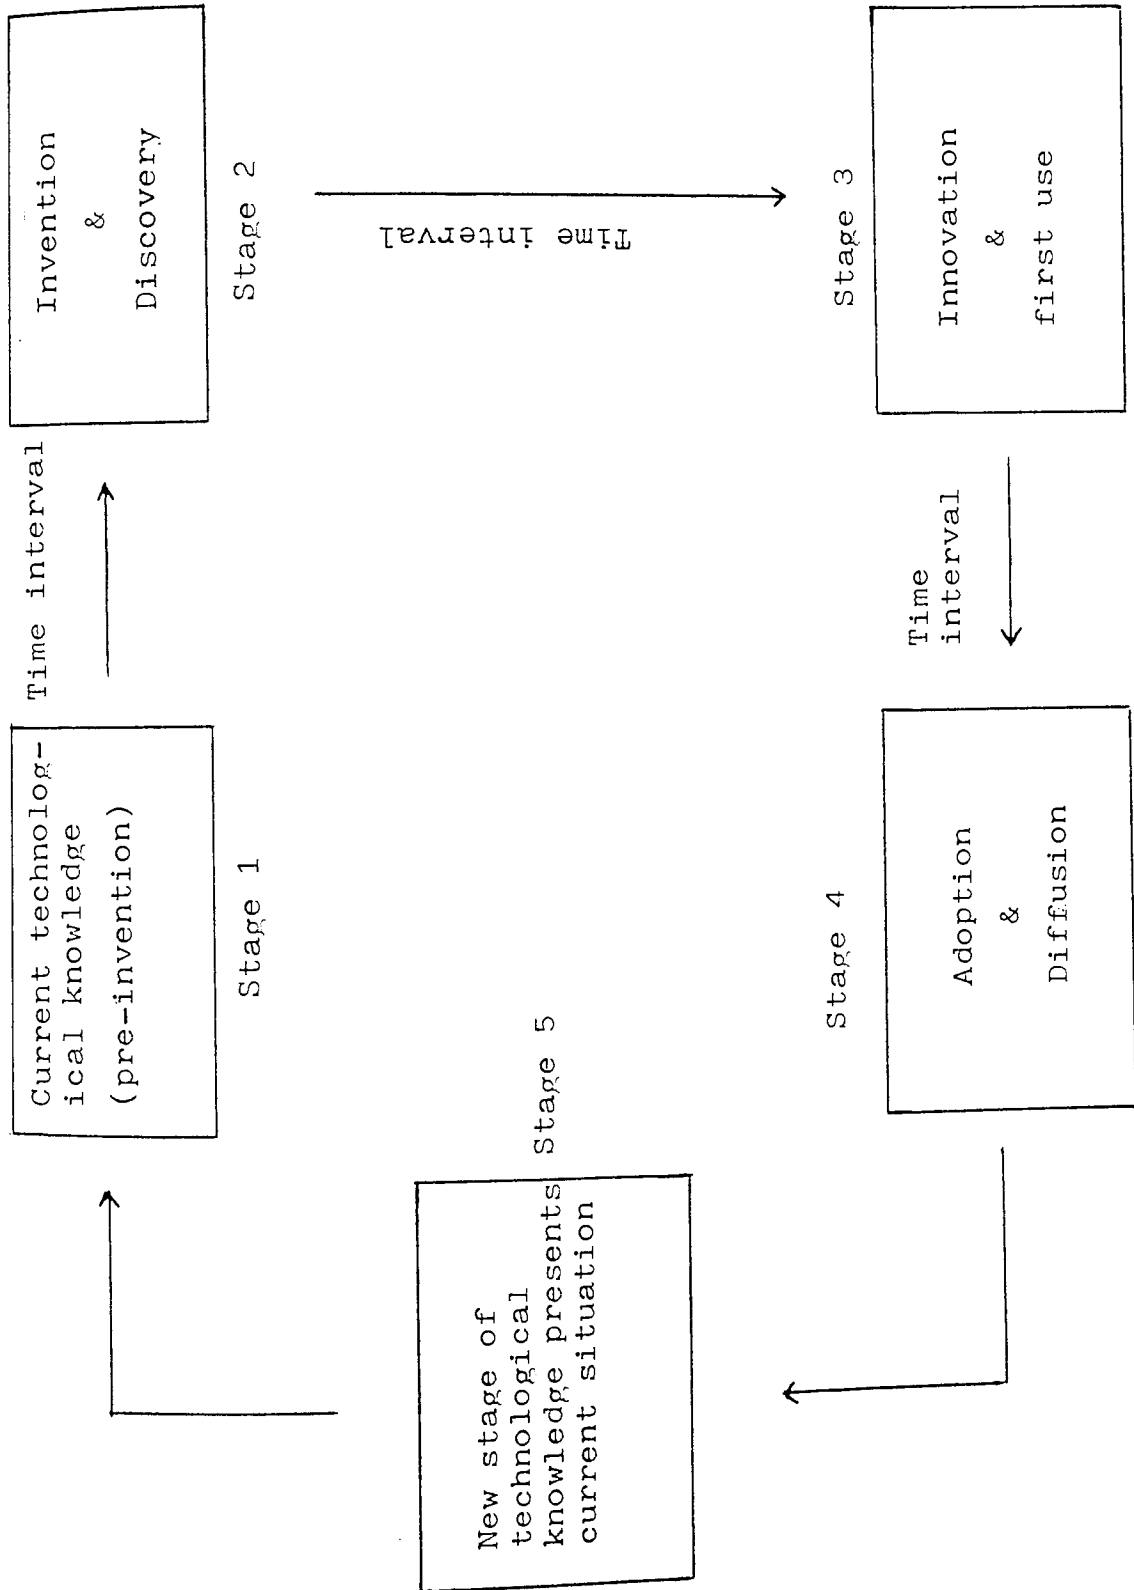 Current technolog-
ical knowledge
(pre-invention)
Stage 1
Time interval
Invention
&
Discovery
Stage 2
Time interval
Stage 3
Innovation
&
first use
Time
interval
Stage 4
Adoption
&
Diffusion
Stage 5
New stage of
technological
knowledge presents
current situation